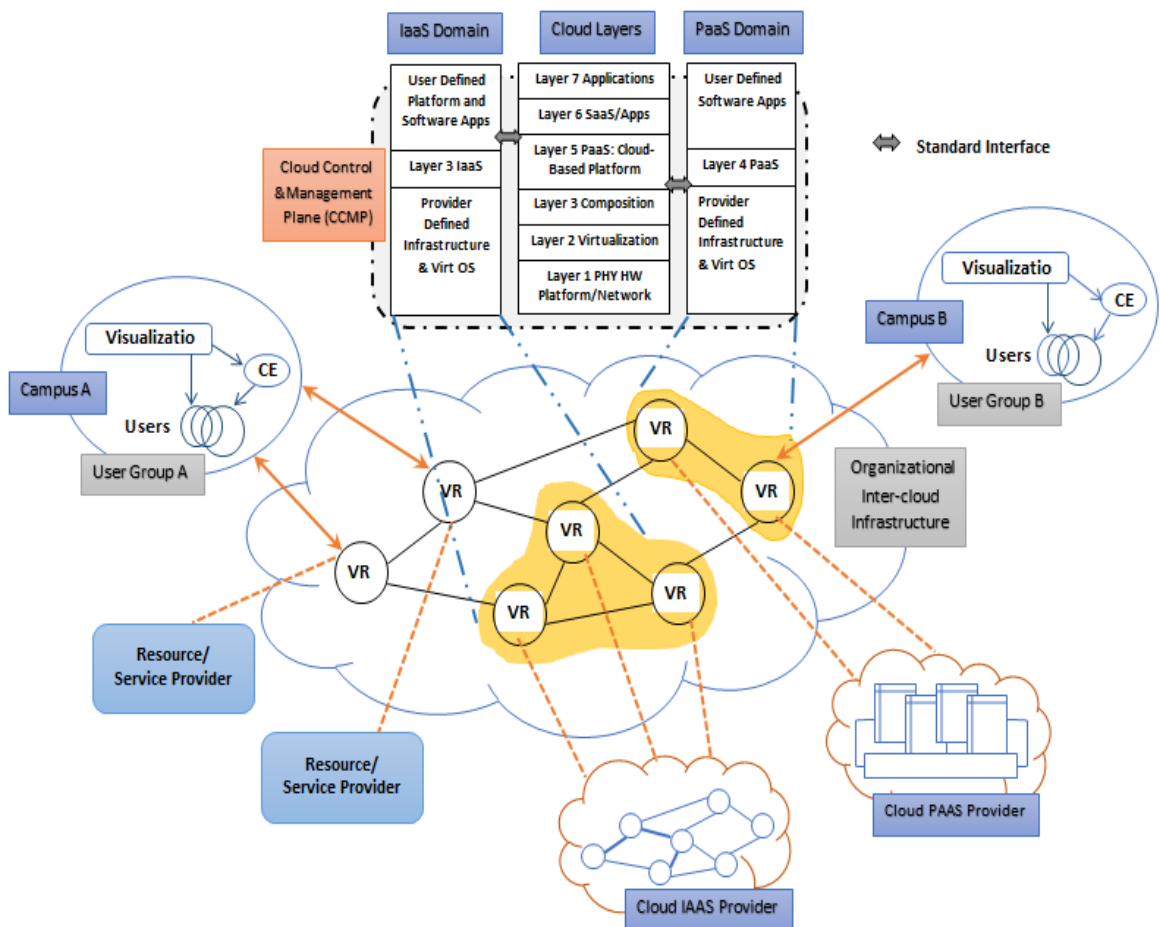 IaaS Domain
Cloud Layers
PaaS Domain
User Defined
Platform and
Software Apps
Layer 3 IaaS
Provider
Defined
Infrastructure
& Virt OS
Layer 7 Applications
Layer 6 SaaS/Apps
Layer 5 PaaS: Cloud-
Based Platform
Layer 3 Composition
Layer 2 Virtualization
Layer 1 PHY HW
Platform/Network
User Defined
Software Apps
Layer 4 PaaS
Provider
Defined
Infrastructure
& Virt OS
Standard Interface
Cloud Control
&Management
Plane (CCMP)
Visualizatio
CE
Users
Campus A
User Group A
Visualizatio
CE
Users
Campus B
User Group B
VR
VR
VR
VR
VR
VR
VR
Organizational
Inter-cloud
Infrastructure
Resource/
Service Provider
Resource/
Service Provider
Cloud PAAS Provider
Cloud IAAS Provider